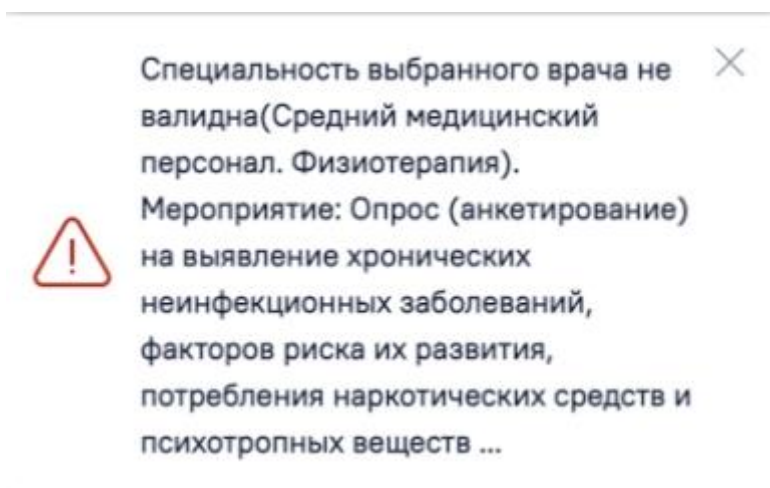 Специальность выбранного врача не
валидна(Средний медицинский
персонал. Физиотерапия).
Мероприятие: Опрос (анкетирование)
на выявление хронических
неинфекционных заболеваний,
факторов риска их развития,
потребления наркотических средств и
психотропных веществ ...